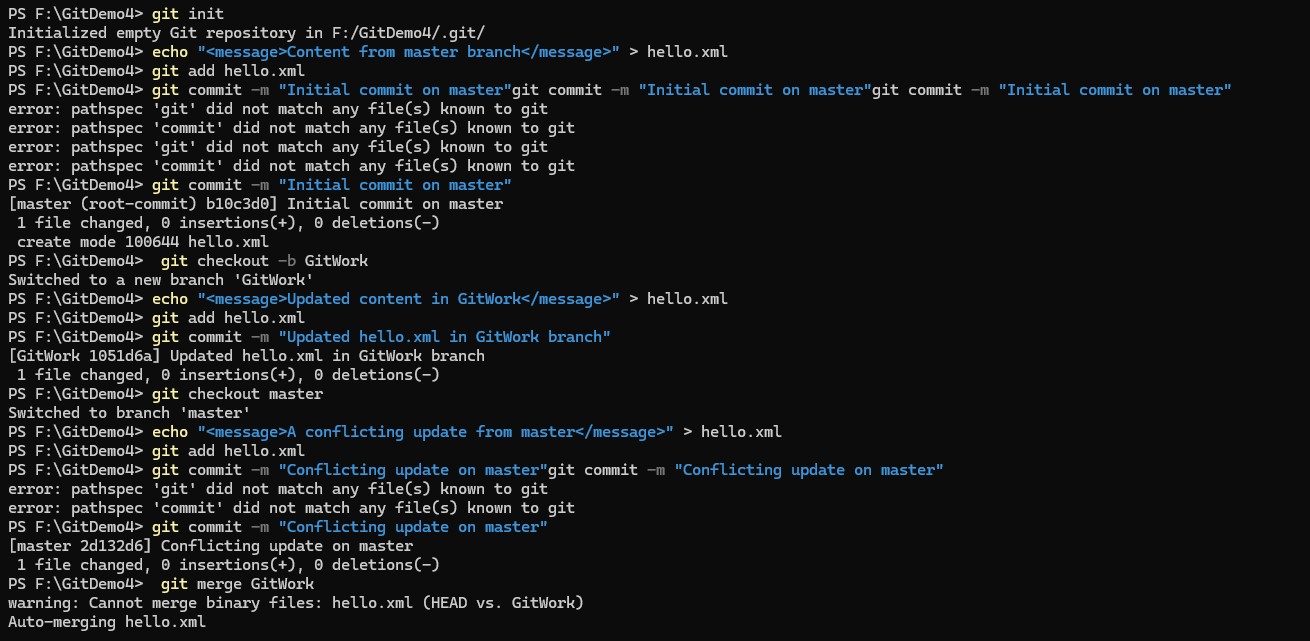 PS F:\GitDemo4> git init
Initialized empty Git repository in F:/GitDemo4/.git/
PS F:\GitDemo4> echo "<message>Content from master branch</message>" > hello.xml
PS F:\GitDemo4> git add hello.xml
PS F:\GitDemo4> git commit -m "Initial commit on master"git commit -m "Initial commit on master"git commit -m "Initial commit on master"
error: pathspec 'git' did not match any file(s) known to git
error: pathspec 'commit' did not match any file(s) known to git
error: pathspec 'git' did not match any file(s) known to git
error: pathspec 'commit' did not match any file(s) known to git
PS F:\GitDemo4> git commit -m "Initial commit on master"
[master (root-commit) b10c3d0] Initial commit on master
 1 file changed, 0 insertions(+), 0 deletions(-)
 create mode 100644 hello.xml
PS F:\GitDemo4>  git checkout -b GitWork
Switched to a new branch 'GitWork'
PS F:\GitDemo4> echo "<message>Updated content in GitWork</message>" > hello.xml
PS F:\GitDemo4> git add hello.xml
PS F:\GitDemo4> git commit -m "Updated hello.xml in GitWork branch"
[GitWork 1051d6a] Updated hello.xml in GitWork branch
 1 file changed, 0 insertions(+), 0 deletions(-)
PS F:\GitDemo4> git checkout master
Switched to branch 'master'
PS F:\GitDemo4> echo "<message>A conflicting update from master</message>" > hello.xml
PS F:\GitDemo4> git add hello.xml
PS F:\GitDemo4> git commit -m "Conflicting update on master"git commit -m "Conflicting update on master"
error: pathspec 'git' did not match any file(s) known to git
error: pathspec 'commit' did not match any file(s) known to git
PS F:\GitDemo4> git commit -m "Conflicting update on master"
[master 2d132d6] Conflicting update on master
 1 file changed, 0 insertions(+), 0 deletions(-)
PS F:\GitDemo4>  git merge GitWork
warning: Cannot merge binary files: hello.xml (HEAD vs. GitWork)
Auto-merging hello.xml